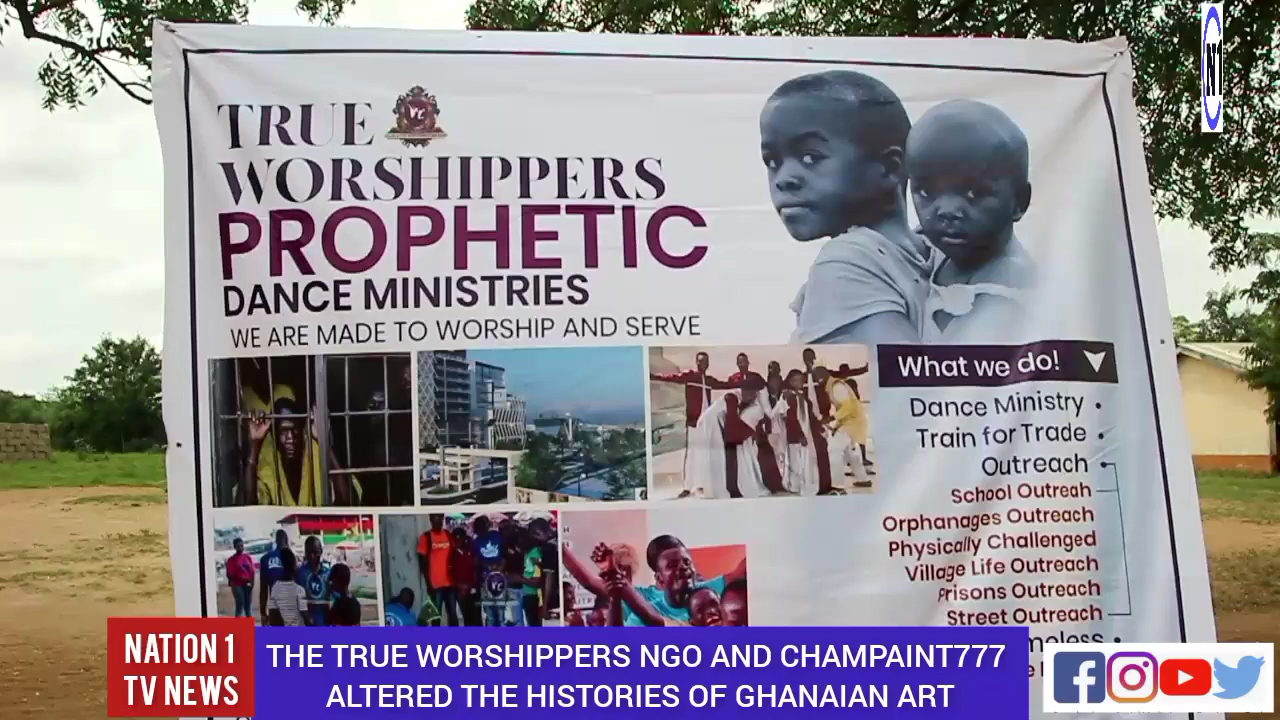 TRUE
WORSHIPPERS
PROPHETIC
DANCE MINISTRIES
WE ARE MADE TO WORSHIP AND SERVE
What we do!
Dance Ministry •
Train for Trade •
Outreach •
School Outreah
Orphanages Outreach
Physically Challenged
Village Life Outreach
Prisons Outreach
Street Outreach
NATION 1
TV NEWS
THE TRUE WORSHIPPERS NGO AND CHAMPAINT777
ALTERED THE HISTORIES OF GHANAIAN ART